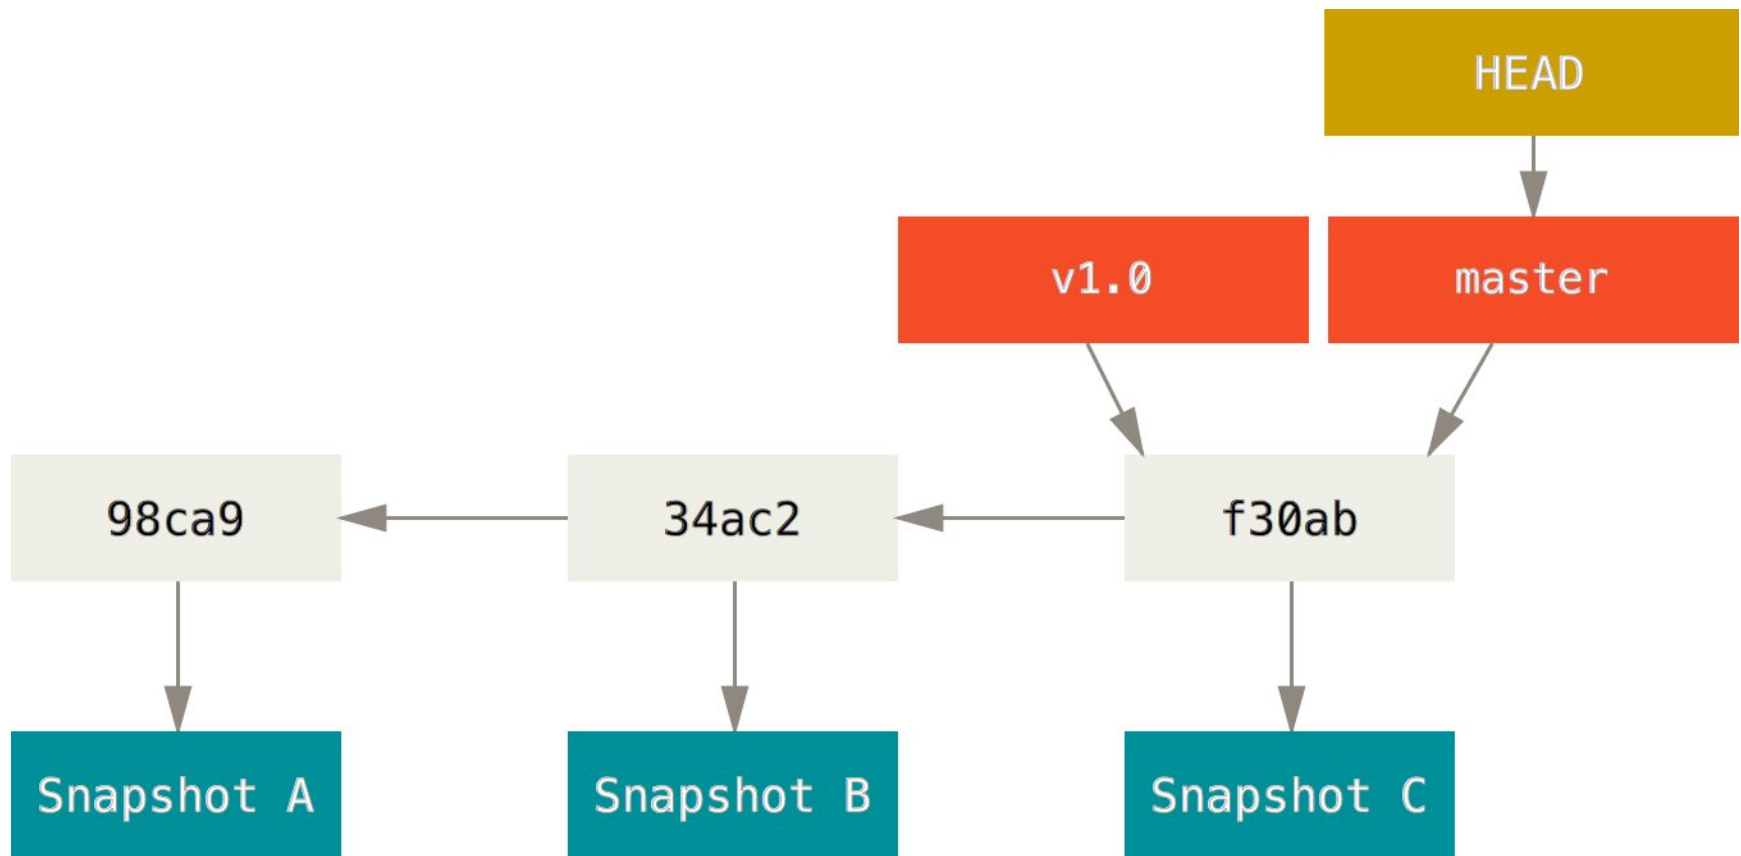 HEAD
v1.0
master
98ca9
34ac2
f30ab
Snapshot A
Snapshot B
Snapshot C